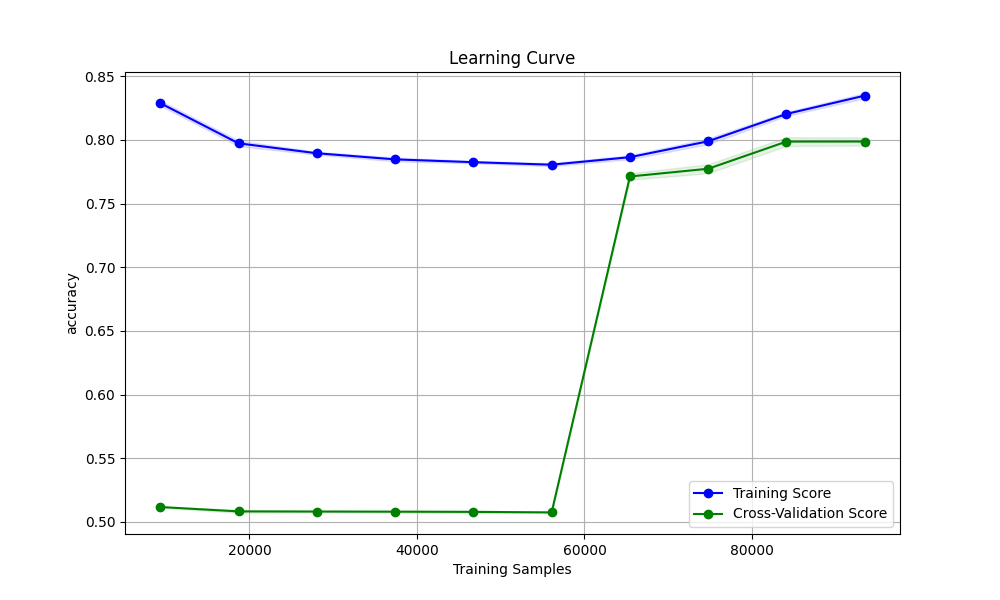 Learning Curve
0.85
0.80
0.75
0.70
0.65
0.60
0.55
0.50
accuracy
Training Score
Cross-Validation Score
20000 40000 60000 80000
Training Samples